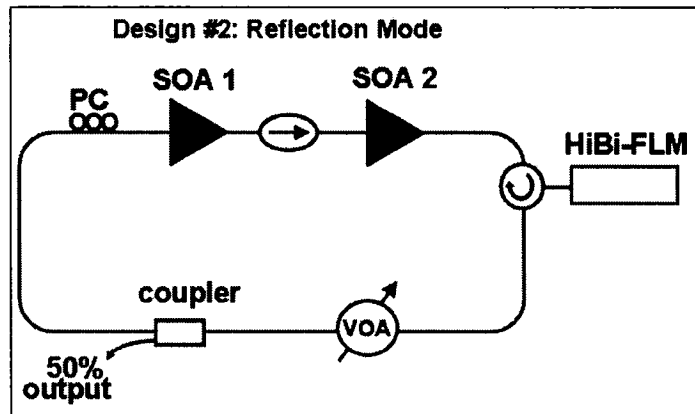 Design #2: Reflection Mode
SOA 1
SOA 2
PC
HiBi-FLM
coupler
VOA
50%
output